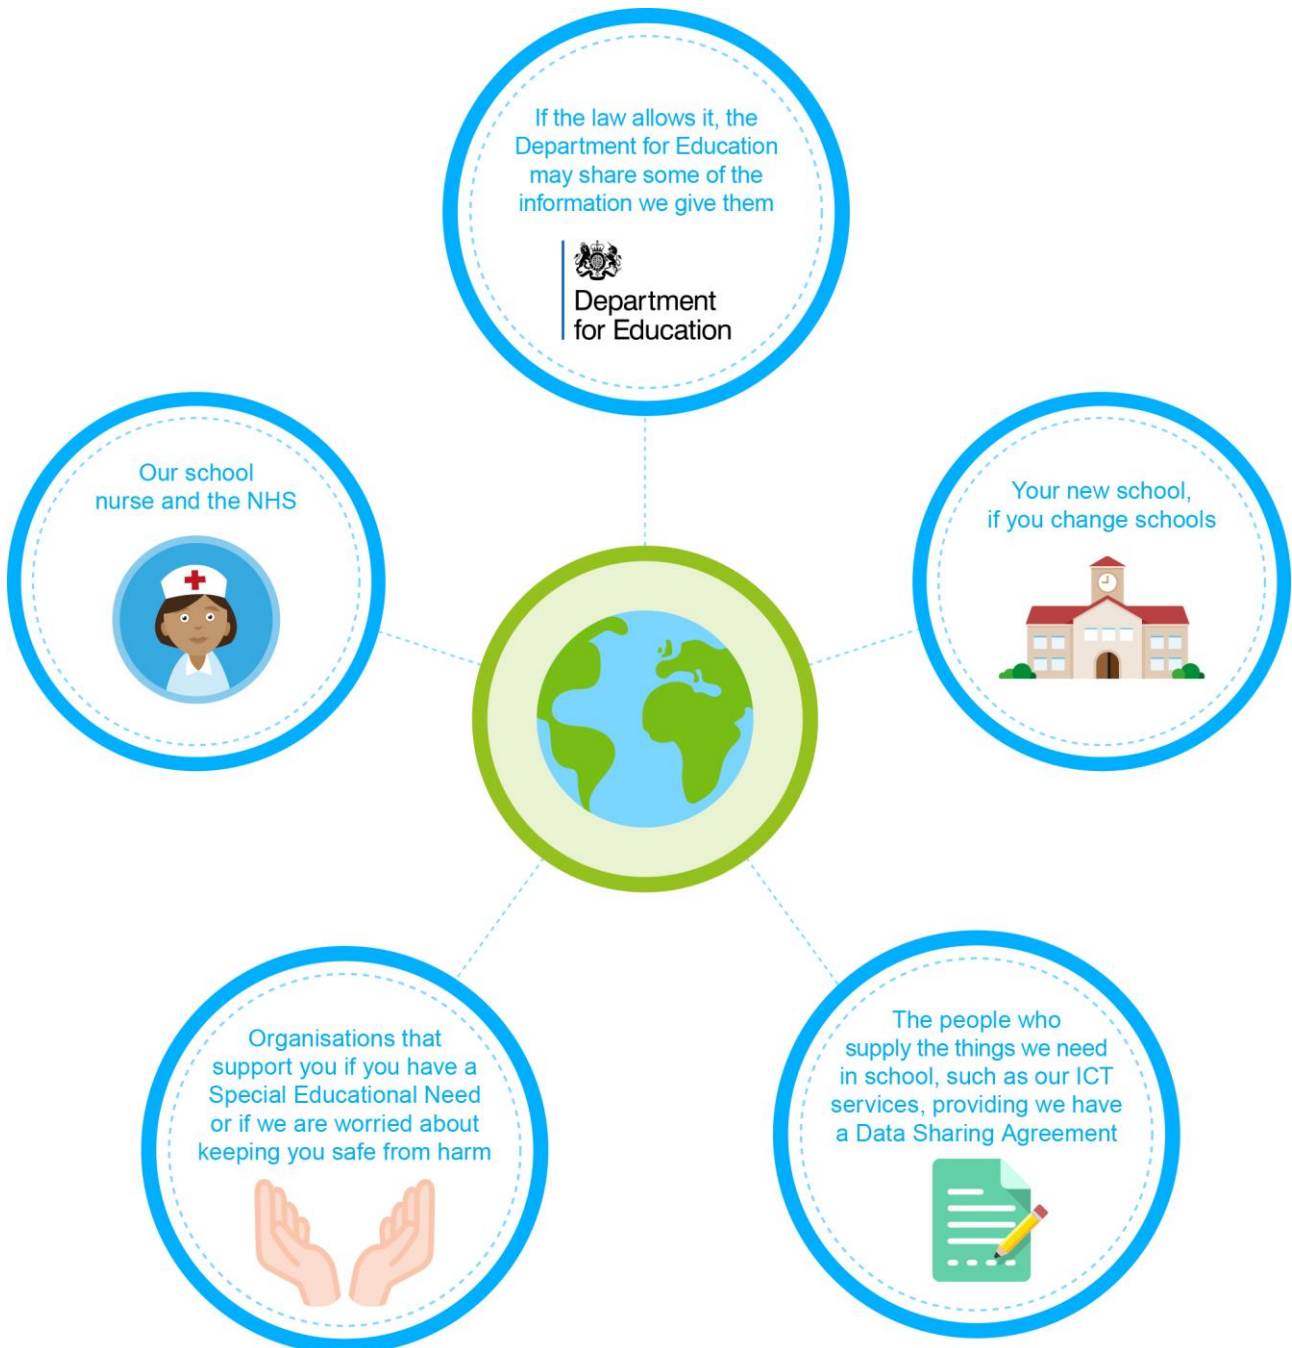 If the law allows it, the
Department for Education
may share some of the
information we give them
Department
for Education
Our school
nurse and the NHS
Your new school,
if you change schools
Organisations that
support you if you have a
Special Educational Need
or if we are worried about
keeping you safe from harm
The people who
supply the things we need
in school, such as our ICT
services, providing we have
a Data Sharing Agreement